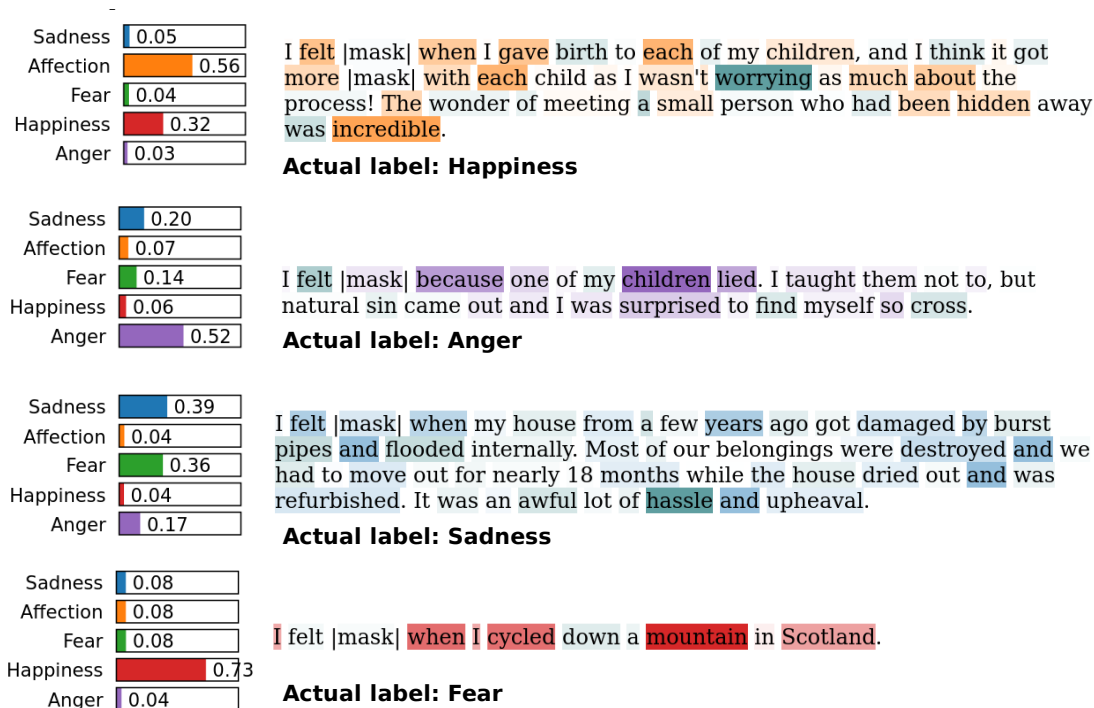 Sadness 0.05
Affection 0.56
Fear 0.04
Happiness 0.32
Anger 0.03
I felt |mask| when I gave birth to each of my children, and I think it got
more |mask| with each child as I wasn't worrying as much about the
process! The wonder of meeting a small person who had been hidden away
was incredible.
Actual label: Happiness
Sadness 0.20
Affection 0.07
Fear 0.14
Happiness 0.06
Anger 0.52
I felt |mask| because one of my children lied. I taught them not to, but
natural sin came out and I was surprised to find myself so cross.
Actual label: Anger
Sadness 0.39
Affection 0.04
Fear 0.36
Happiness 0.04
Anger 0.17
I felt |mask| when my house from a few years ago got damaged by burst
pipes and flooded internally. Most of our belongings were destroyed and we
had to move out for nearly 18 months while the house dried out and was
refurbished. It was an awful lot of hassle and upheaval.
Actual label: Sadness
Sadness 0.08
Affection 0.08
Fear 0.08
Happiness 0.73
Anger 0.04
I felt |mask| when I cycled down a mountain in Scotland.
Actual label: Fear